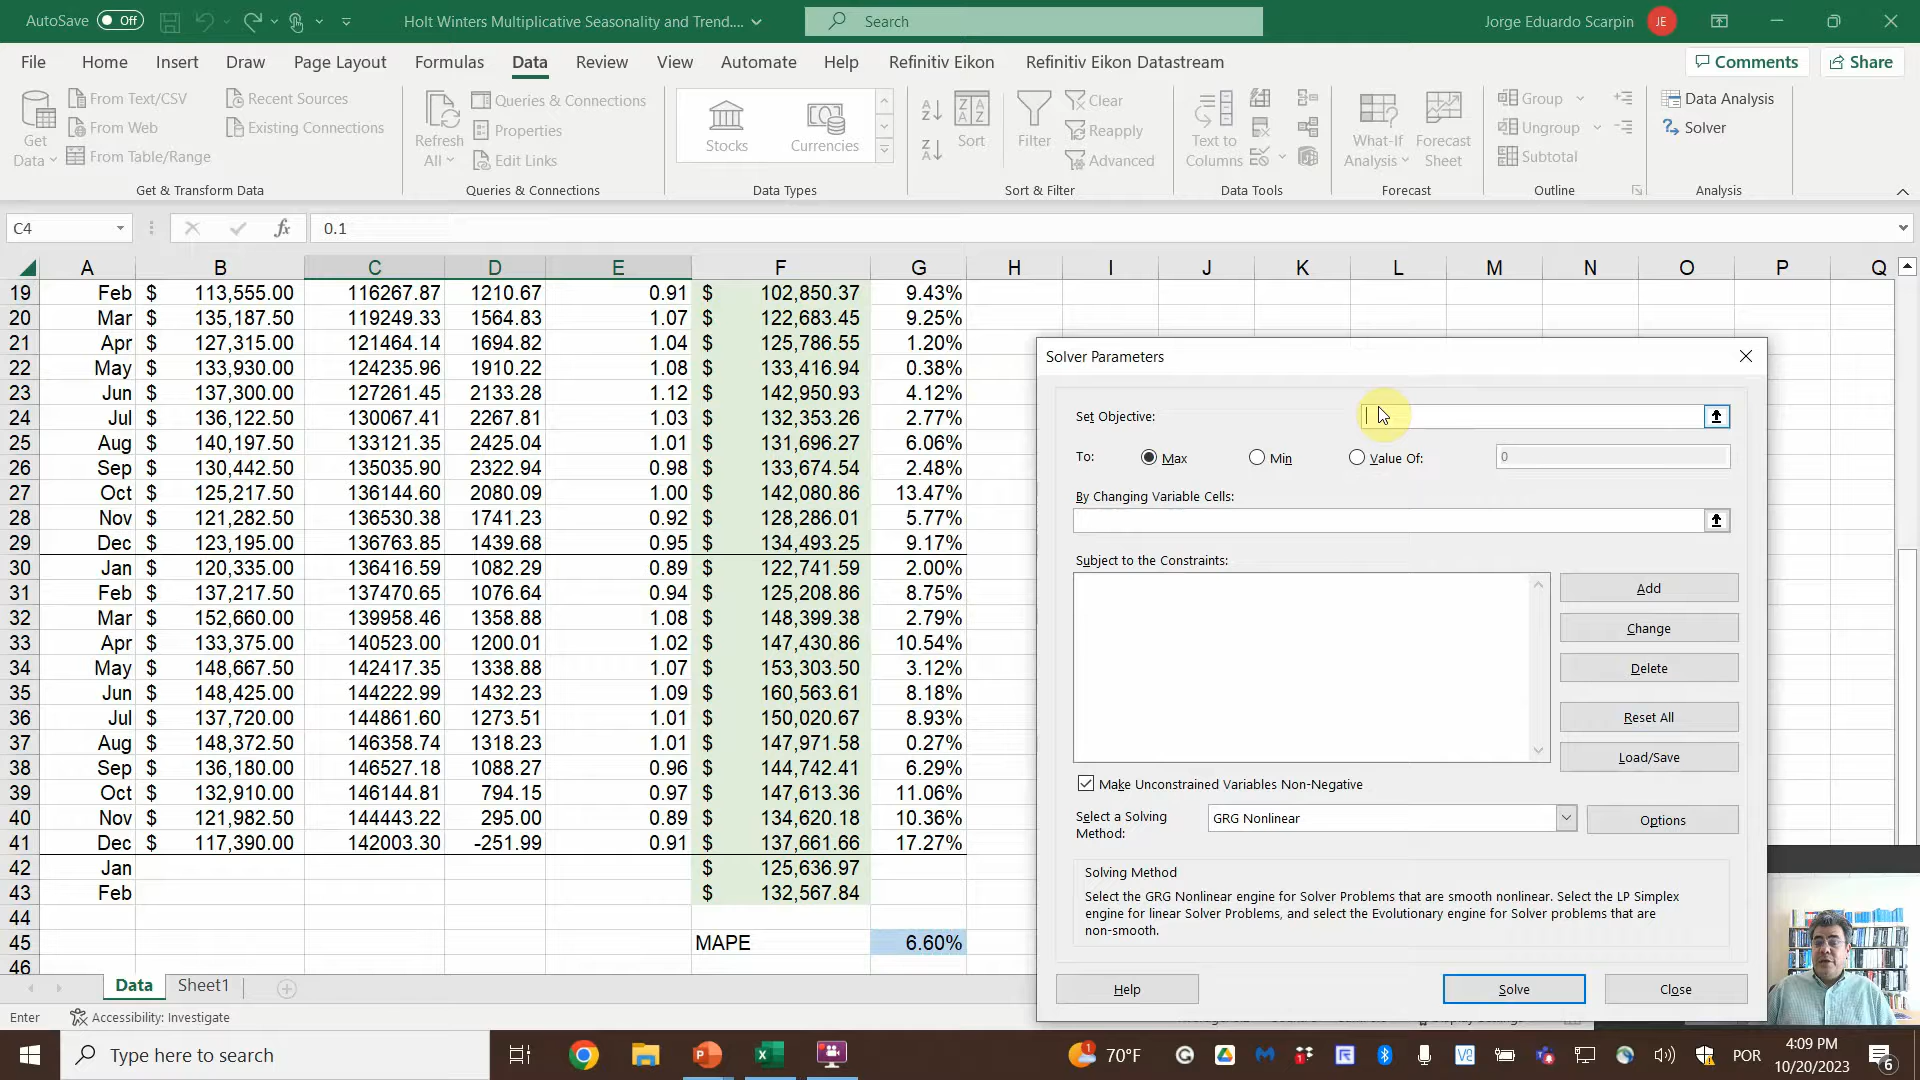 AutoSave Off Holt Winters Multiplicative Seasonality and Trend.... Search Jorge Eduardo Scarpin JE
File Home Insert Draw Page Layout Formulas Data Review View Automate Help Refinitiv Eikon Refinitiv Eikon Datastream Comments Share
Get Data From Text/CSV From Web From Table/Range Recent Sources Existing Connections
Refresh All Queries & Connections Properties Edit Links
Stocks Currencies
Sort Filter Clear Reapply Advanced
Text to Columns What-If Analysis Forecast Sheet
Group Ungroup Subtotal
Data Analysis Solver
Get & Transform Data Queries & Connections Data Types Sort & Filter Data Tools Forecast Outline Analysis
C4 fx 0.1
A B C D E F G H I J K L M N O P Q
19 Feb $ 113,555.00 116267.87 1210.67 0.91 $ 102,850.37 9.43%
20 Mar $ 135,187.50 119249.33 1564.83 1.07 $ 122,683.45 9.25%
21 Apr $ 127,315.00 121464.14 1694.82 1.04 $ 125,786.55 1.20%
22 May $ 133,930.00 124235.96 1910.22 1.08 $ 133,416.94 0.38%
23 Jun $ 137,300.00 127261.45 2133.28 1.12 $ 142,950.93 4.12%
24 Jul $ 136,122.50 130067.41 2267.81 1.03 $ 132,353.26 2.77%
25 Aug $ 140,197.50 133121.35 2425.04 1.01 $ 131,696.27 6.06%
26 Sep $ 130,442.50 135035.90 2322.94 0.98 $ 133,674.54 2.48%
27 Oct $ 125,217.50 136144.60 2080.09 1.00 $ 142,080.86 13.47%
28 Nov $ 121,282.50 136530.38 1741.23 0.92 $ 128,286.01 5.77%
29 Dec $ 123,195.00 136763.85 1439.68 0.95 $ 134,493.25 9.17%
30 Jan $ 120,335.00 136416.59 1082.29 0.89 $ 122,741.59 2.00%
31 Feb $ 137,217.50 137470.65 1076.64 0.94 $ 125,208.86 8.75%
32 Mar $ 152,660.00 139958.46 1358.88 1.08 $ 148,399.38 2.79%
33 Apr $ 133,375.00 140523.00 1200.01 1.02 $ 147,430.86 10.54%
34 May $ 148,667.50 142417.35 1338.88 1.07 $ 153,303.50 3.12%
35 Jun $ 148,425.00 144222.99 1432.23 1.09 $ 160,563.61 8.18%
36 Jul $ 137,720.00 144861.60 1273.51 1.01 $ 150,020.67 8.93%
37 Aug $ 148,372.50 146358.74 1318.23 1.01 $ 147,971.58 0.27%
38 Sep $ 136,180.00 146527.18 1088.27 0.96 $ 144,742.41 6.29%
39 Oct $ 132,910.00 146144.81 794.15 0.97 $ 147,613.36 11.06%
40 Nov $ 121,982.50 144443.22 295.00 0.89 $ 134,620.18 10.36%
41 Dec $ 117,390.00 142003.30 -251.99 0.91 $ 137,661.66 17.27%
42 Jan $ 125,636.97
43 Feb $ 132,567.84
44
45 MAPE 6.60%
46
Solver Parameters
Set Objective:
To: Max Min Value Of: 0
By Changing Variable Cells:
Subject to the Constraints:
Add
Change
Delete
Reset All
Load/Save
Make Unconstrained Variables Non-Negative
Select a Solving Method: GRG Nonlinear Options
Solving Method
Select the GRG Nonlinear engine for Solver Problems that are smooth nonlinear. Select the LP Simplex
engine for linear Solver Problems, and select the Evolutionary engine for Solver problems that are
non-smooth.
Help Solve Close
Data Sheet1
Enter Accessibility: Investigate
Type here to search 70°F POR 4:09 PM
10/20/2023 6